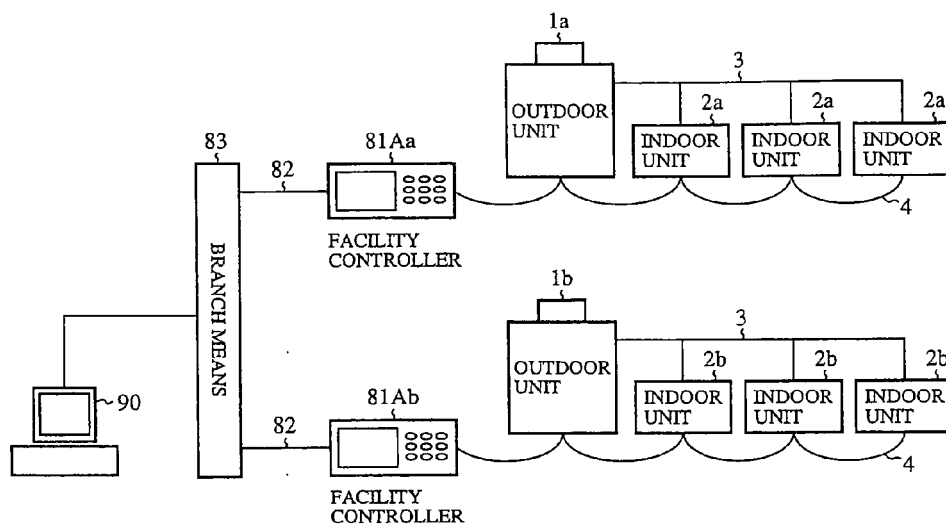 1a
3
OUTDOOR
UNIT
2a
2a
2a
INDOOR
UNIT
INDOOR
UNIT
INDOOR
UNIT
4
83
82
81Aa
FACILITY
CONTROLLER
BRANCH MEANS
90
1b
3
OUTDOOR
UNIT
2b
2b
2b
INDOOR
UNIT
INDOOR
UNIT
INDOOR
UNIT
4
82
81Ab
FACILITY
CONTROLLER